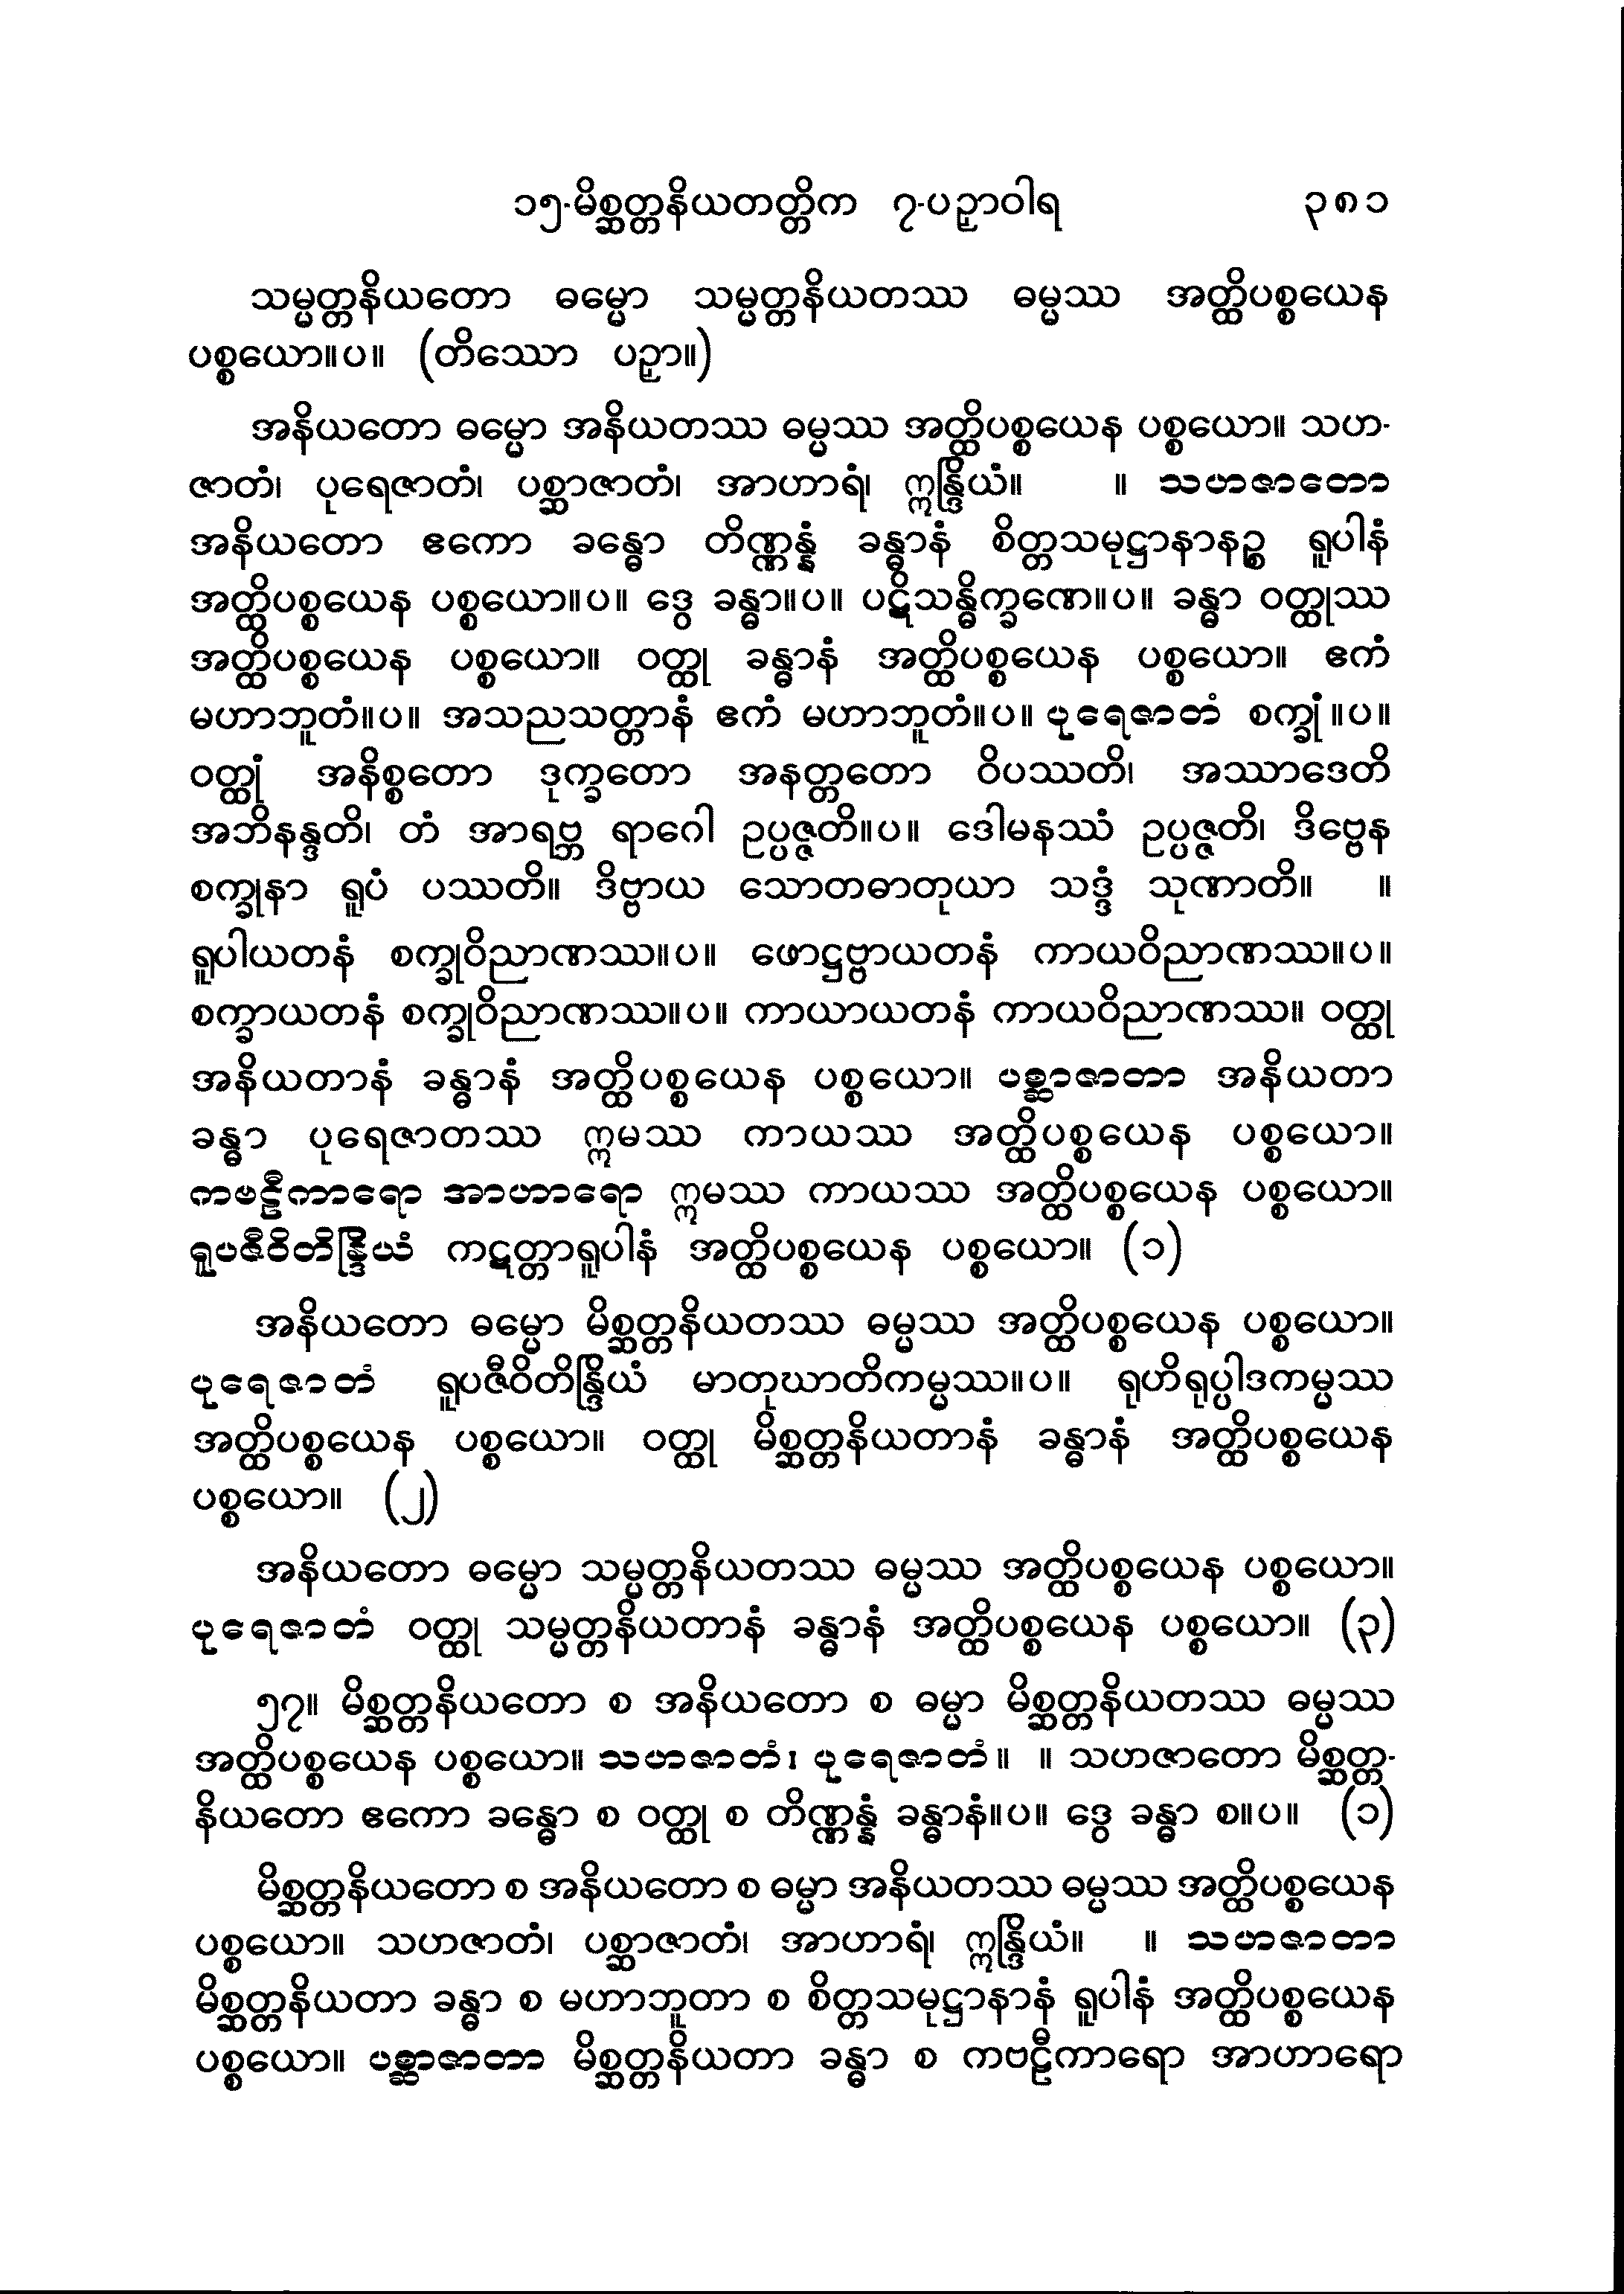 ၁၅-မိစ္ဆတ္တနိယတတ္တိက ၇-ပဉှာဝါရ ၃၈၁
သမ္မတ္တနိယတော ဓမ္မော သမ္မတ္တနိယတဿ ဓမ္မဿ အတ္ထိပစ္စယေန
ပစ္စယော။ပ။ (တိဿော ပဉှာ။)
အနိယတော ဓမ္မော အနိယတဿ ဓမ္မဿ အတ္ထိပစ္စယေန ပစ္စယော။ သဟ-
ဇာတံ၊ ပုရေဇာတံ၊ ပစ္ဆာဇာတံ၊ အာဟာရံ၊ ဣန္ဒြိယံ။ ။ သဟဇာတော
အနိယတော ဧကော ခန္ဓော တိဏ္ဏန္နံ ခန္ဓာနံ စိတ္တသမုဋ္ဌာနာနဉ္စ ရူပါနံ
အတ္ထိပစ္စယေန ပစ္စယော။ပ။ ဒွေ ခန္ဓာ။ပ။ ပဋိသန္ဓိက္ခဏေ။ပ။ ခန္ဓာ ဝတ္ထုဿ
အတ္ထိပစ္စယေန ပစ္စယော။ ဝတ္ထု ခန္ဓာနံ အတ္ထိပစ္စယေန ပစ္စယော။ ဧကံ
မဟာဘူတံ။ပ။ အသညသတ္တာနံ ဧကံ မဟာဘူတံ။ပ။ ပုရေဇာတံ စက္ခုံ။ပ။
ဝတ္ထုံ အနိစ္စတော ဒုက္ခတော အနတ္တတော ဝိပဿတိ၊ အဿာဒေတိ
အဘိနန္ဒတိ၊ တံ အာရဗ္ဘ ရာဂေါ ဥပ္ပဇ္ဇတိ။ပ။ ဒေါမနဿံ ဥပ္ပဇ္ဇတိ၊ ဒိဗ္ဗေန
စက္ခုနာ ရူပံ ပဿတိ။ ဒိဗ္ဗာယ သောတဓာတုယာ သဒ္ဒံ သုဏာတိ။ ။
ရူပါယတနံ စက္ခုဝိညာဏဿ။ပ။ ဖောဋ္ဌဗ္ဗာယတနံ ကာယဝိညာဏဿ။ပ။
စက္ခာယတနံ စက္ခုဝိညာဏဿ။ပ။ ကာယာယတနံ ကာယဝိညာဏဿ။ ဝတ္ထု
အနိယတာနံ ခန္ဓာနံ အတ္ထိပစ္စယေန ပစ္စယော။ ပစ္ဆာဇာတာ အနိယတာ
ခန္ဓာ ပုရေဇာတဿ ဣမဿ ကာယဿ အတ္ထိပစ္စယေန ပစ္စယော။
ကဗဠီကာရော အာဟာရော ဣမဿ ကာယဿ အတ္ထိပစ္စယေန ပစ္စယော။
ရူပဇီဝိတိန္ဒြိယံ ကဋတ္တာရူပါနံ အတ္ထိပစ္စယေန ပစ္စယော။ (၁)
အနိယတော ဓမ္မော မိစ္ဆတ္တနိယတဿ ဓမ္မဿ အတ္ထိပစ္စယေန ပစ္စယော။
ပုရေဇာတံ ရူပဇီဝိတိန္ဒြိယံ မာတုဃာတိကမ္မဿ။ပ။ ရုဟိရုပ္ပါဒကမ္မဿ
အတ္ထိပစ္စယေန ပစ္စယော။ ဝတ္ထု မိစ္ဆတ္တနိယတာနံ ခန္ဓာနံ အတ္ထိပစ္စယေန
ပစ္စယော။ (၂)
အနိယတော ဓမ္မော သမ္မတ္တနိယတဿ ဓမ္မဿ အတ္ထိပစ္စယေန ပစ္စယော။
ပုရေဇာတံ ဝတ္ထု သမ္မတ္တနိယတာနံ ခန္ဓာနံ အတ္ထိပစ္စယေန ပစ္စယော။ (၃)
၅၇။ မိစ္ဆတ္တနိယတော စ အနိယတော စ ဓမ္မာ မိစ္ဆတ္တနိယတဿ ဓမ္မဿ
အတ္ထိပစ္စယေန ပစ္စယော။ သဟဇာတံ၊ ပုရေဇာတံ။ ။ သဟဇာတော မိစ္ဆတ္တ-
နိယတော ဧကော ခန္ဓော စ ဝတ္ထု စ တိဏ္ဏန္နံ ခန္ဓာနံ။ပ။ ဒွေ ခန္ဓာ စ။ပ။ (၁)
မိစ္ဆတ္တနိယတော စ အနိယတော စ ဓမ္မာ အနိယတဿ ဓမ္မဿ အတ္ထိပစ္စယေန
ပစ္စယော။ သဟဇာတံ၊ ပစ္ဆာဇာတံ၊ အာဟာရံ၊ ဣန္ဒြိယံ။ ။ သဟဇာတာ
မိစ္ဆတ္တနိယတာ ခန္ဓာ စ မဟာဘူတာ စ စိတ္တသမုဋ္ဌာနာနံ ရူပါနံ အတ္ထိပစ္စယေန
ပစ္စယော။ ပစ္ဆာဇာတာ မိစ္ဆတ္တနိယတာ ခန္ဓာ စ ကဗဠီကာရော အာဟာရော